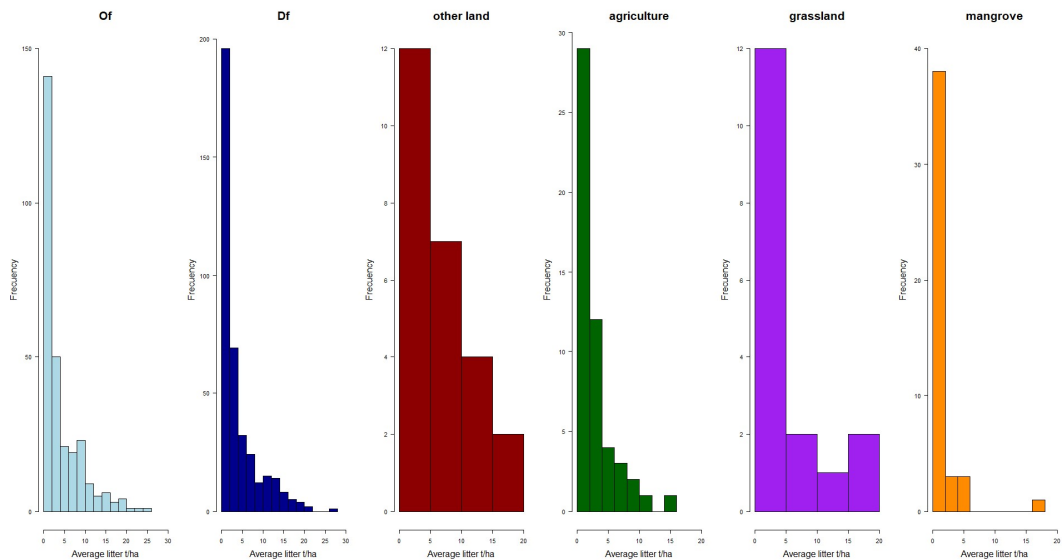 Of
Df
other land
agriculture
grassland
mangrove
Frecuency
150
100
50
0
0 5 10 15 20 25 30
Average litter t/ha
Frecuency
200
150
100
50
0
0 5 10 15 20 25 30
Average litter t/ha
Frecuency
12
10
8
6
4
2
0
0 5 10 15 20
Average litter t/ha
Frecuency
30
25
20
15
10
5
0
0 5 10 15 20
Average litter t/ha
Frecuency
12
10
8
6
4
2
0
0 5 10 15 20
Average litter t/ha
Frecuency
40
30
20
10
0
0 5 10 15 20
Average litter t/ha